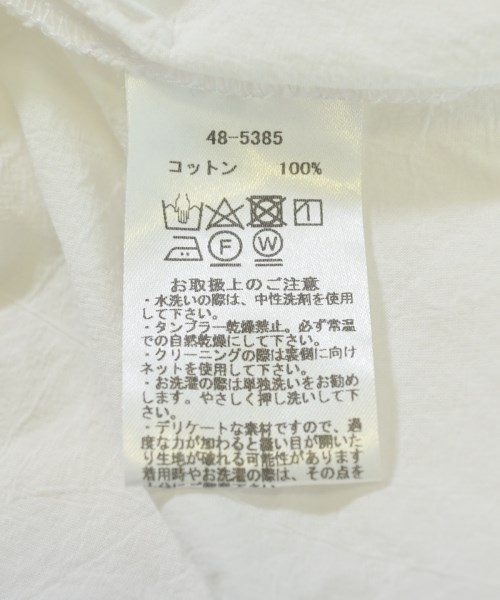 48-5385
コットン 100%
F W
お取扱上のご注意
・水洗いの際は、中性洗剤を使用
して下さい。
・タンブラー乾燥禁止。必ず常温
での自然乾燥にして下さい。
・クリーニングの際は裏側に向け
ネットを使用して下さい。
・お洗濯の際は単独洗いをお勧め
します。やさしく押し洗いして下
さい。
・デリケートな素材ですので、過
度な力が加わると縫い目が開いた
り生地が破れる可能性があります
着用時やお洗濯の際は、その点を